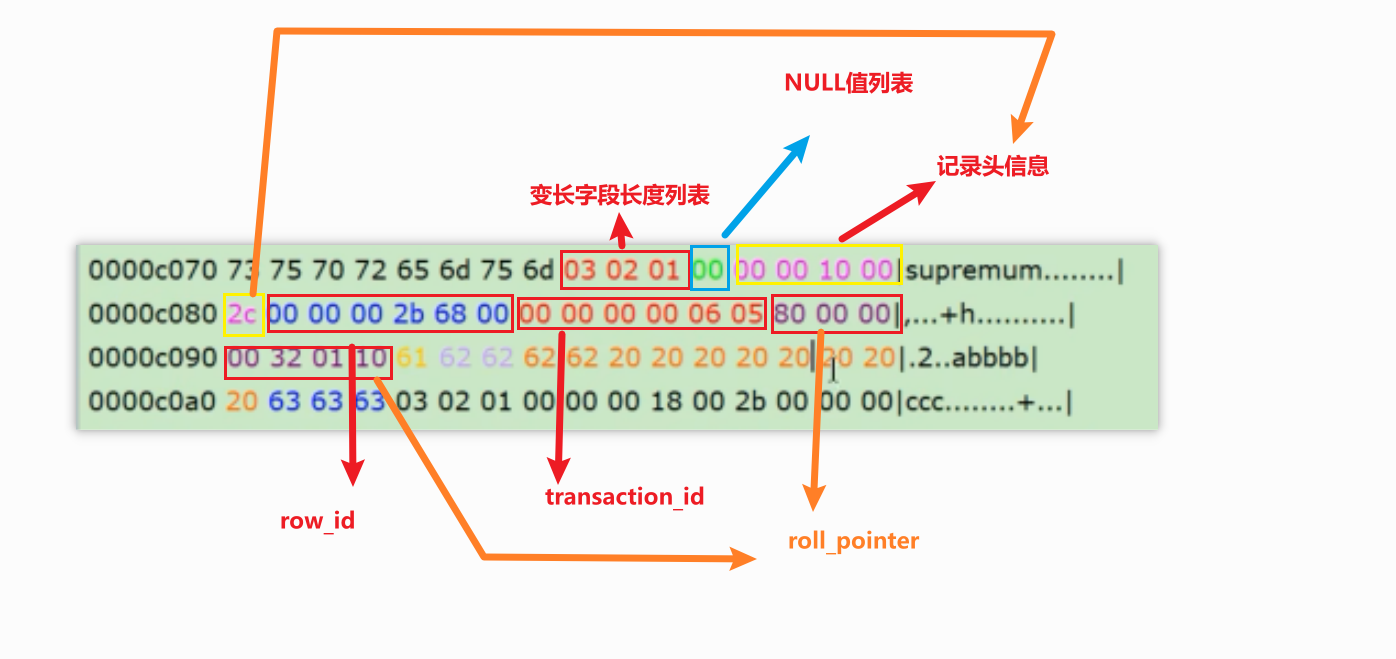 NULL值列表
记录头信息
变长字段长度列表
0000c070 73 75 70 72 65 6d 75 6d 03 02 01 00 00 00 10 00|supremum........|
0000c080 2c 00 00 00 2b 68 00 00 00 00 00 06 05 80 00 00|,...+h..........|
0000c090 00 32 01 10 61 62 62 62 62 20 20 20 20 20 20 20|.2..abbbb|
0000c0a0 20 63 63 63 03 02 01 00 00 00 18 00 2b 00 00 00|ccc........+...|
transaction_id
row_id
roll_pointer